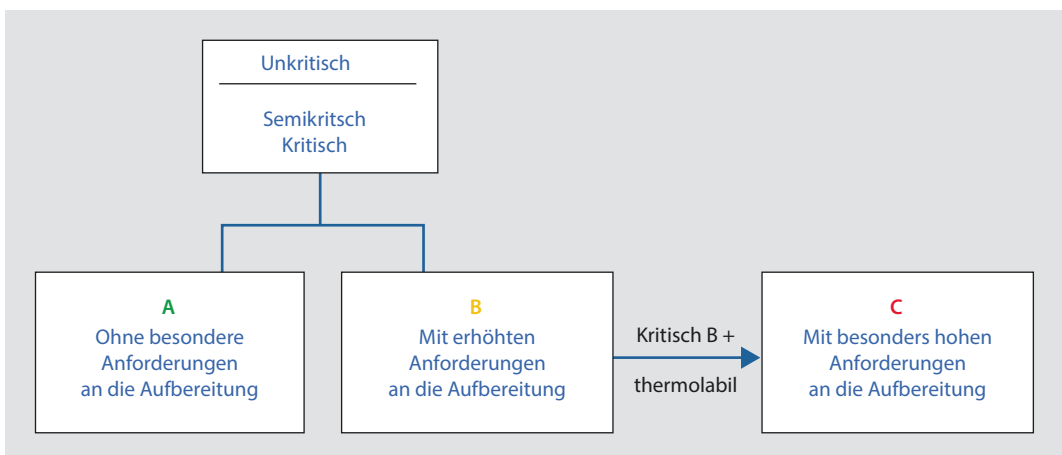 Unkritisch
Semikritsch
Kritisch
A
Ohne besondere
Anforderungen
an die Aufbereitung
B
Mit erhöhten
Anforderungen
an die Aufbereitung
Kritisch B +
thermolabil
C
Mit besonders hohen
Anforderungen
an die Aufbereitung